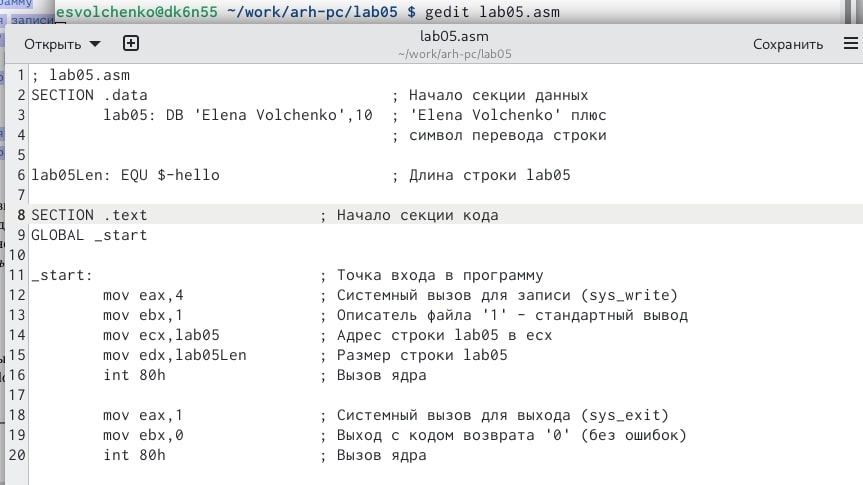 рамму
esvolchenko@dk6n55 ~/work/arh-pc/lab05 $ gedit lab05.asm
записи
Открыть
lab05.asm
~/work/arh-pc/lab05
Сохранить
1 ; lab05.asm
2 SECTION .data ; Начало секции данных
3 lab05: DB 'Elena Volchenko',10 ; 'Elena Volchenko' плюс
4 ; символ перевода строки
5
6 lab05Len: EQU $-hello ; Длина строки lab05
7
8 SECTION .text ; Начало секции кода
9 GLOBAL _start
10
11 _start: ; Точка входа в программу
12 mov eax,4 ; Системный вызов для записи (sys_write)
13 mov ebx,1 ; Описатель файла '1' - стандартный вывод
14 mov ecx,lab05 ; Адрес строки lab05 в ecx
15 mov edx,lab05Len ; Размер строки lab05
16 int 80h ; Вызов ядра
17
18 mov eax,1 ; Системный вызов для выхода (sys_exit)
19 mov ebx,0 ; Выход с кодом возврата '0' (без ошибок)
20 int 80h ; Вызов ядра